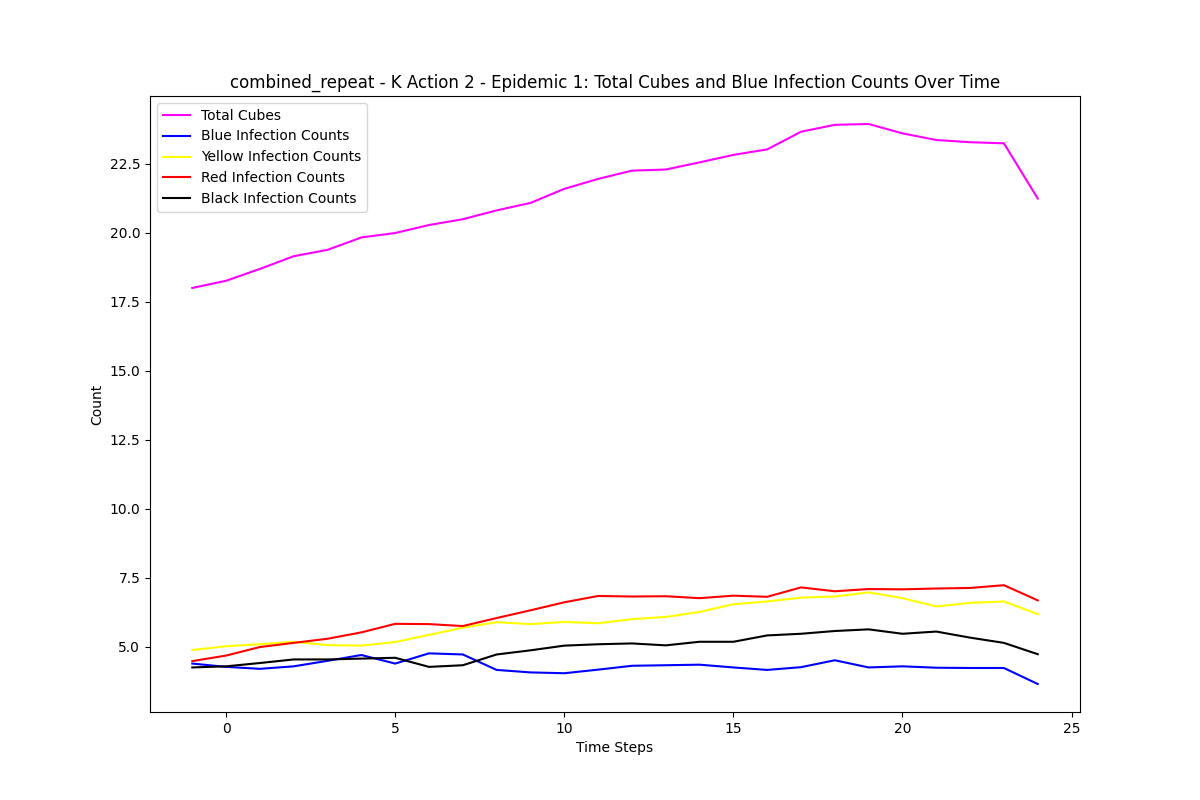 combined_repeat - K Action 2 - Epidemic 1: Total Cubes and Blue Infection Counts Over Time
Total Cubes
Blue Infection Counts
Yellow Infection Counts
Red Infection Counts
Black Infection Counts
22.5
20.0
17.5
15.0
12.5
10.0
7.5
5.0
Count
0 5 10 15 20 25
Time Steps